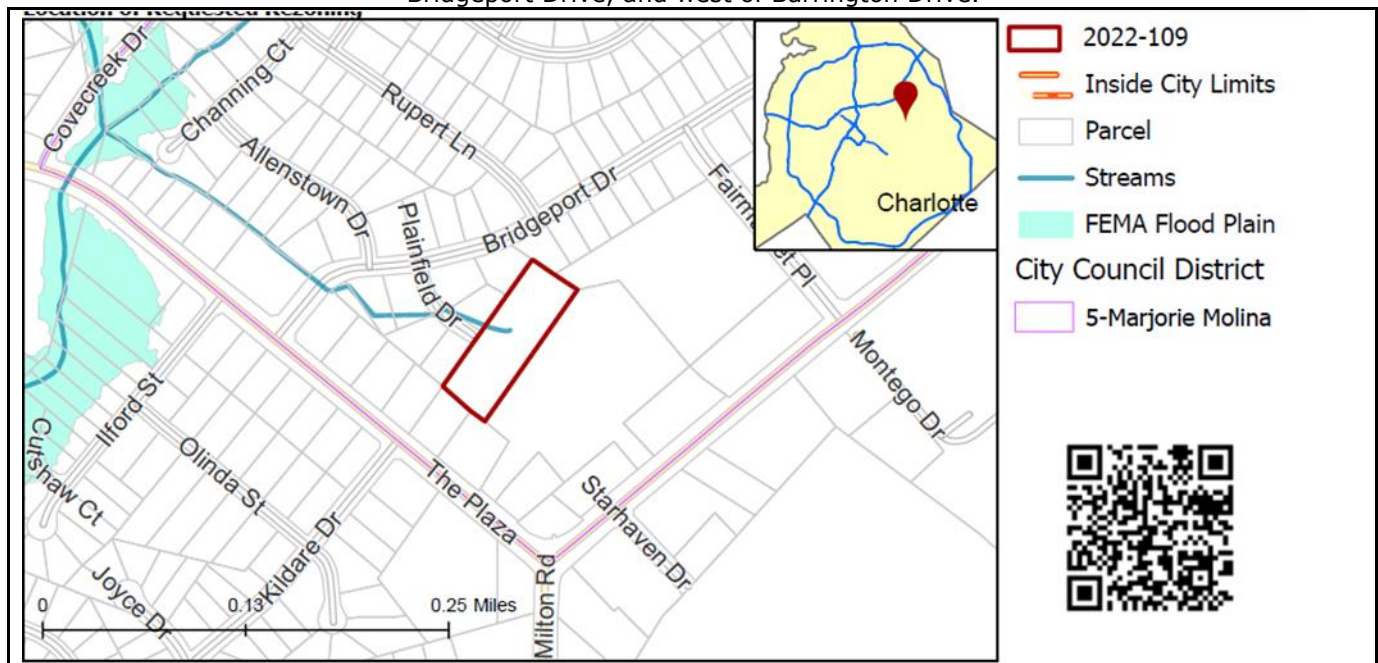 Bridgeport Drive, and west of Barrington Drive.
Location of Requested Rezoning
Covecreek Dr
Channing Ct
Rupert Ln
Allenstown Dr
Plainfield Dr
Bridgeport Dr
Charlotte
Ilford St
Olinda St
Cutshaw Ct
Joyce Dr
Kildare Dr
The Plaza
Milton Rd
Starhaven Dr
Montego Dr
0
0.13
0.25 Miles
2022-109
Inside City Limits
Parcel
Streams
FEMA Flood Plain
City Council District
5-Marjorie Molina